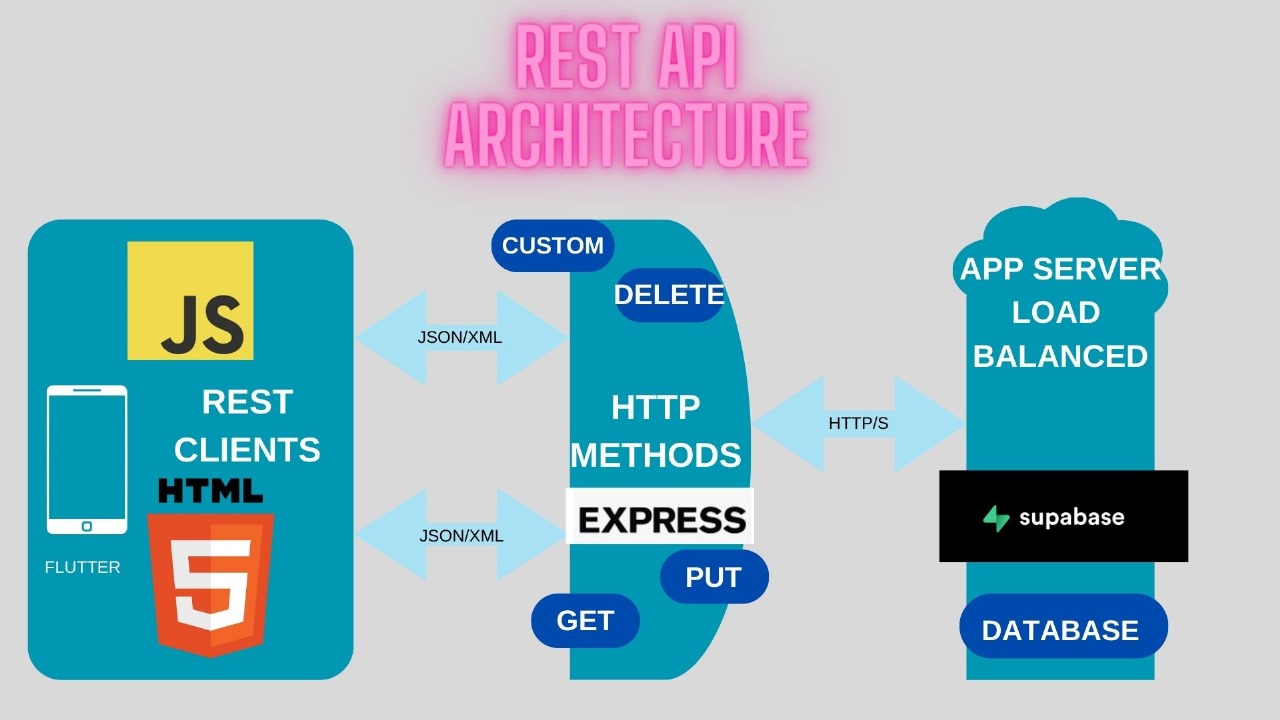 REST API
ARCHITECTURE
JS
REST
CLIENTS
HTML
5
FLUTTER
JSON/XML
JSON/XML
CUSTOM
DELETE
HTTP
METHODS
EXPRESS
PUT
GET
HTTP/S
APP SERVER
LOAD
BALANCED
supabase
DATABASE